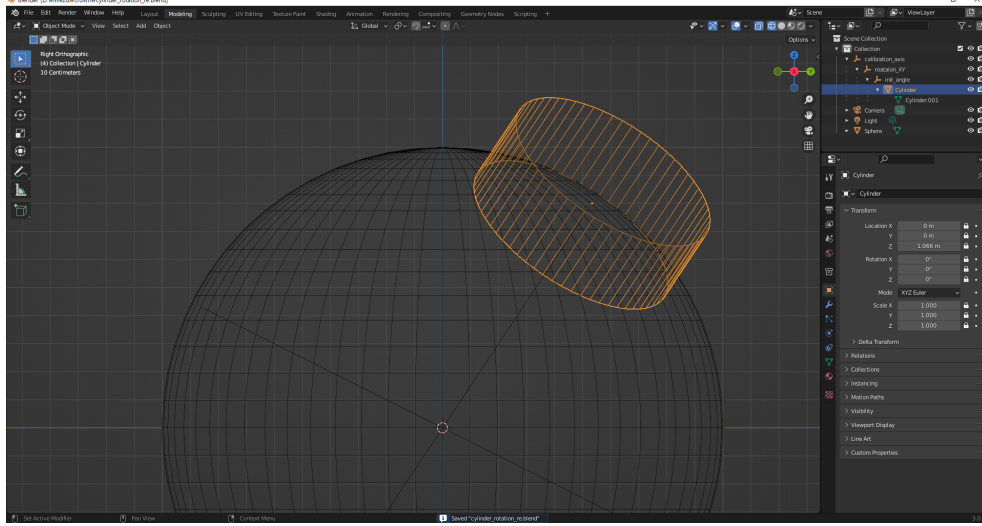 File Edit Render Window Help Layout Modeling Sculpting UV Editing Texture Paint Shading Animation Rendering Compositing Geometry Nodes Scripting + Scene ViewLayer
Object Mode View Select Add Object Global
Options
Right Orthographic
(4) Collection | Cylinder
10 Centimeters
Z
X
Y
Scene Collection
Collection
calibration_axis
roataion_XY
init_angle
Cylinder
Cylinder.001
Camera
Light
Sphere
Cylinder
Cylinder
Transform
Location X 0 m
Y 0 m
Z 1.066 m
Rotation X 0°
Y 0°
Z 0°
Mode XYZ Euler
Scale X 1.000
Y 1.000
Z 1.000
Delta Transform
Relations
Collections
Instancing
Motion Paths
Visibility
Viewport Display
Line Art
Custom Properties
Set Active Modifier Pan View Context Menu Saved "cylinder_rotation_re.blend"